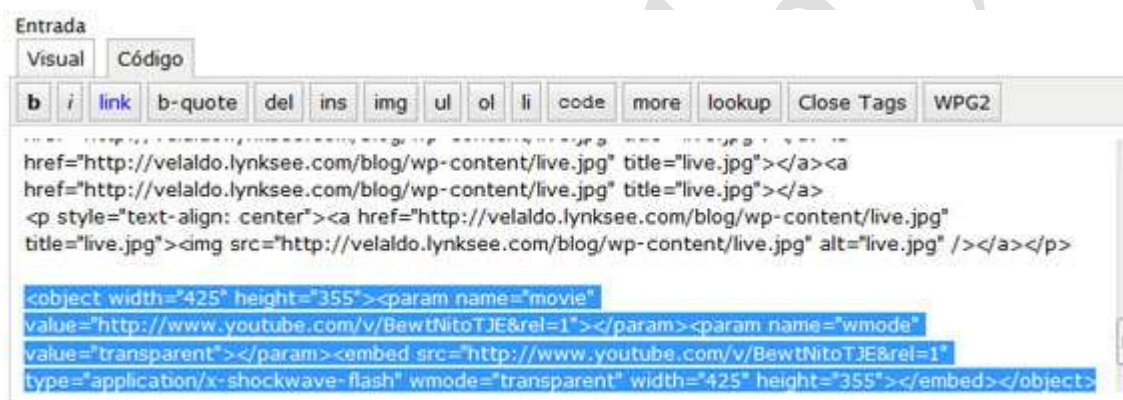 Entrada
Visual Código
b i link b-quote del ins img ul ol li code more lookup Close Tags WPG2
href="http://velaldo.lynksee.com/blog/wp-content/live.jpg" title="live.jpg"></a><a
href="http://velaldo.lynksee.com/blog/wp-content/live.jpg" title="live.jpg"></a>
<p style="text-align: center"><a href="http://velaldo.lynksee.com/blog/wp-content/live.jpg"
title="live.jpg"><img src="http://velaldo.lynksee.com/blog/wp-content/live.jpg" alt="live.jpg" /></a></p>
<object width="425" height="355"><param name="movie"
value="http://www.youtube.com/v/BewtNitoTJE&rel=1"></param><param name="wmode"
value="transparent"></param><embed src="http://www.youtube.com/v/BewtNitoTJE&rel=1"
type="application/x-shockwave-flash" wmode="transparent" width="425" height="355"></embed></object>